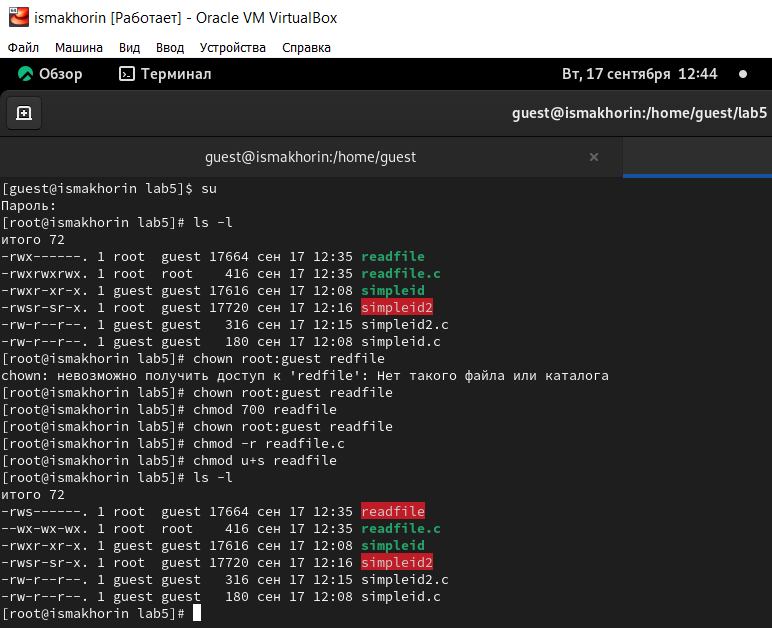 ismakhorin [Работает] - Oracle VM VirtualBox
Файл Машина Вид Ввод Устройства Справка
Обзор Терминал Вт, 17 сентября 12:44
guest@ismakhorin:/home/guest/lab5
guest@ismakhorin:/home/guest ×
[guest@ismakhorin lab5]$ su
Пароль:
[root@ismakhorin lab5]# ls -l
итого 72
-rwx------. 1 root  guest 17664 сен 17 12:35 readfile
-rwxrwxrwx. 1 root  root    416 сен 17 12:35 readfile.c
-rwxr-xr-x. 1 guest guest 17616 сен 17 12:08 simpleid
-rwsr-sr-x. 1 root  guest 17720 сен 17 12:16 simpleid2
-rw-r--r--. 1 guest guest   316 сен 17 12:15 simpleid2.c
-rw-r--r--. 1 guest guest   180 сен 17 12:08 simpleid.c
[root@ismakhorin lab5]# chown root:guest redfile
chown: невозможно получить доступ к 'redfile': Нет такого файла или каталога
[root@ismakhorin lab5]# chown root:guest readfile
[root@ismakhorin lab5]# chmod 700 readfile
[root@ismakhorin lab5]# chown root:guest readfile
[root@ismakhorin lab5]# chmod -r readfile.c
[root@ismakhorin lab5]# chmod u+s readfile
[root@ismakhorin lab5]# ls -l
итого 72
-rws------. 1 root  guest 17664 сен 17 12:35 readfile
--wx-wx-wx. 1 root  root    416 сен 17 12:35 readfile.c
-rwxr-xr-x. 1 guest guest 17616 сен 17 12:08 simpleid
-rwsr-sr-x. 1 root  guest 17720 сен 17 12:16 simpleid2
-rw-r--r--. 1 guest guest   316 сен 17 12:15 simpleid2.c
-rw-r--r--. 1 guest guest   180 сен 17 12:08 simpleid.c
[root@ismakhorin lab5]#